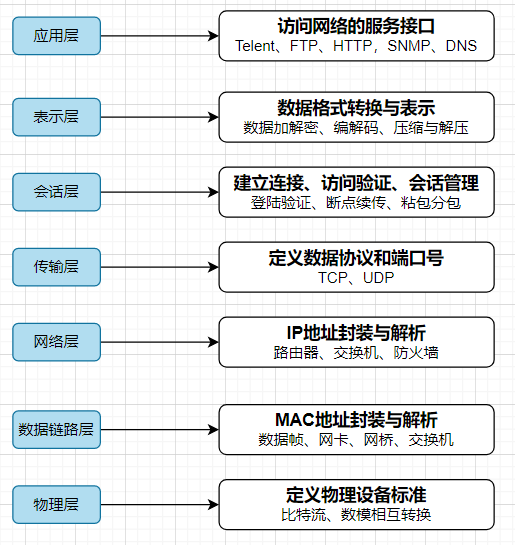 应用层
访问网络的服务接口
Telent、FTP、HTTP，SNMP、DNS
表示层
数据格式转换与表示
数据加解密、编解码、压缩与解压
会话层
建立连接、访问验证、会话管理
登陆验证、断点续传、粘包分包
传输层
定义数据协议和端口号
TCP、UDP
网络层
IP地址封装与解析
路由器、交换机、防火墙
数据链路层
MAC地址封装与解析
数据帧、网卡、网桥、交换机
物理层
定义物理设备标准
比特流、数模相互转换